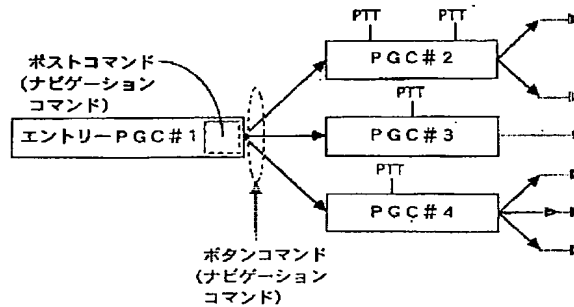 PTT
PTT
PGC#2
ポストコマンド
(ナビゲーション
コマンド)
PTT
エントリーPGC#1
PGC#3
PTT
PGC#4
ボタンコマンド
(ナビゲーション
コマンド)